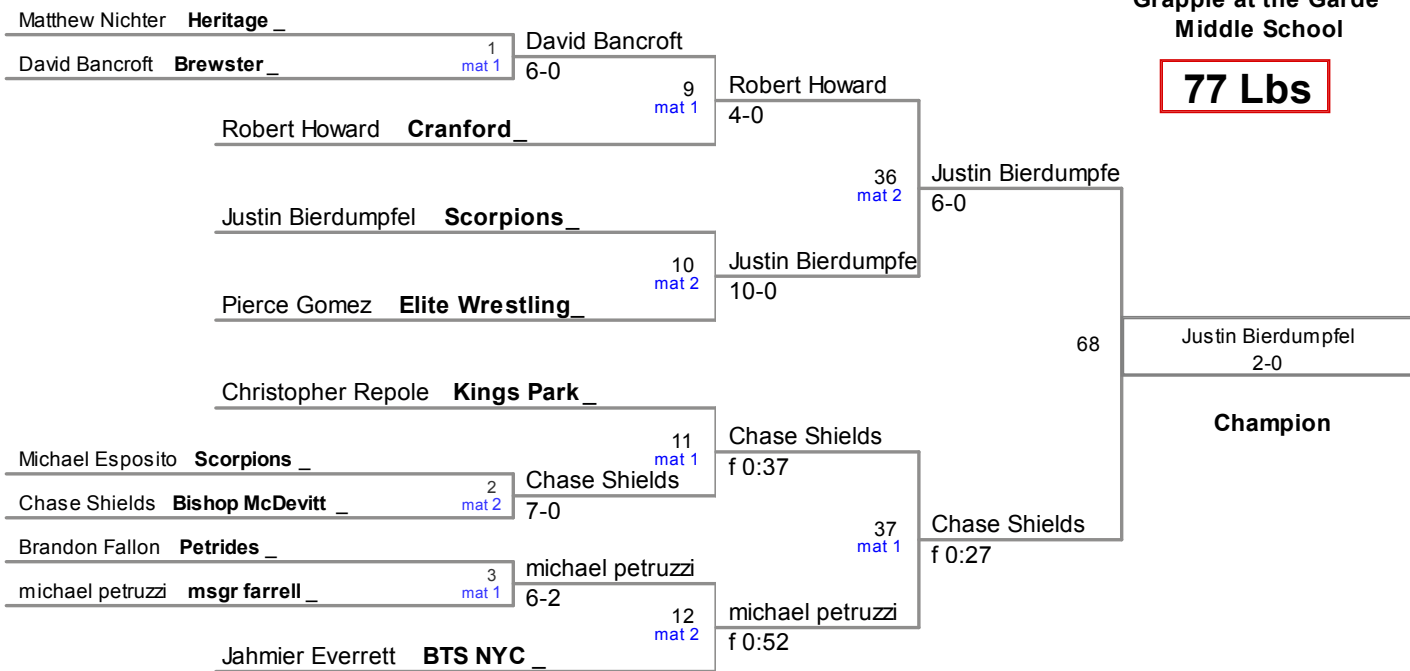 Grapple at the Garde
Middle School
77 Lbs
Matthew Nichter Heritage _
1
mat 1
David Bancroft Brewster _
David Bancroft
6-0
9
mat 1
Robert Howard Cranford _
Robert Howard
4-0
36
mat 2
Justin Bierdumpfel Scorpions _
10
mat 2
Pierce Gomez Elite Wrestling _
Justin Bierdumpfe
10-0
Justin Bierdumpfe
6-0
68
Justin Bierdumpfel
2-0
Champion
Christopher Repole Kings Park _
11
mat 1
Michael Esposito Scorpions _
2
mat 2
Chase Shields Bishop McDevitt _
Chase Shields
7-0
Chase Shields
f 0:37
37
mat 1
Chase Shields
f 0:27
Brandon Fallon Petrides _
3
mat 1
michael petruzzi msgr farrell _
michael petruzzi
6-2
12
mat 2
Jahmier Everrett BTS NYC _
michael petruzzi
f 0:52